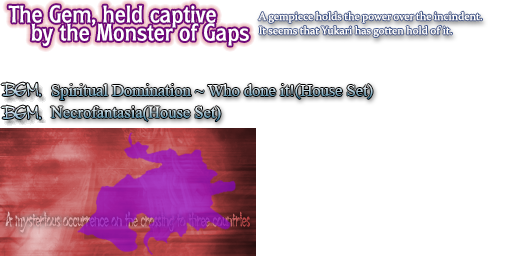 The Gem, held captive
by the Monster of Gaps
A gempiece holds the power over the incindent.
It seems that Yukari has gotten hold of it.
BGM. Spiritual Domination ~ Who done it!(House Set)
BGM. Necrofantasia(House Set)
A mysterious occurrence on the crossing to three countries